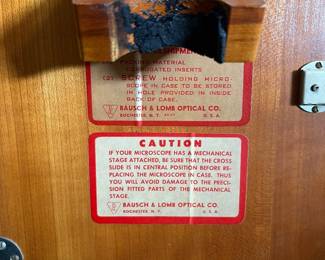 PACKING MATERIAL
CORRUGATED INSERTS
(2) SCREW HOLDING MICRO-
SCOPE IN CASE TO BE STORED
IN HOLE PROVIDED IN INSIDE
BACK OF CASE.
BAUSCH & LOMB OPTICAL CO.
ROCHESTER, N. Y. U. S. A.
CAUTION
IF YOUR MICROSCOPE HAS A MECHANICAL
STAGE ATTACHED, BE SURE THAT THE CROSS
SLIDE IS IN CENTRAL POSITION BEFORE RE-
PLACING THE MICROSCOPE IN CASE. THUS
YOU WILL AVOID DAMAGE TO THE PRECI-
SION FITTED PARTS OF THE MECHANICAL
STAGE.
BAUSCH & LOMB OPTICAL CO.
ROCHESTER, N. Y. U. S. A.